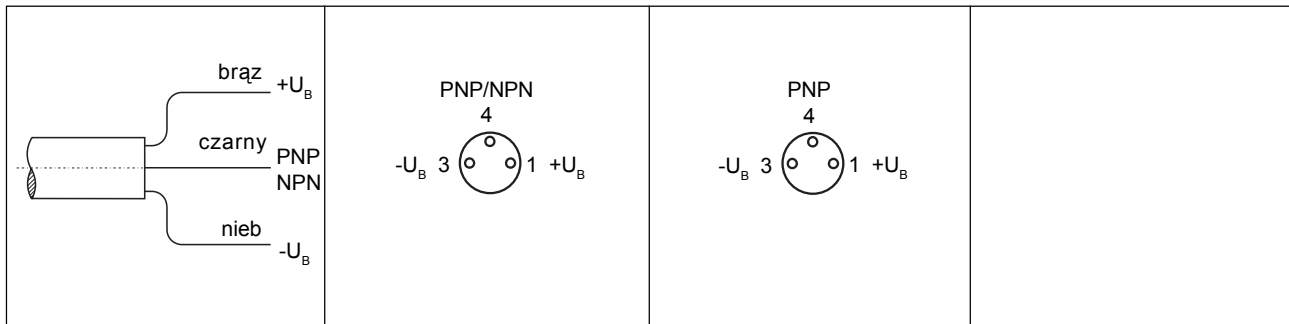 brąz +U_B
czarny PNP
NPN
nieb -U_B
PNP/NPN
4
-U_B 3 1 +U_B
PNP
4
-U_B 3 1 +U_B